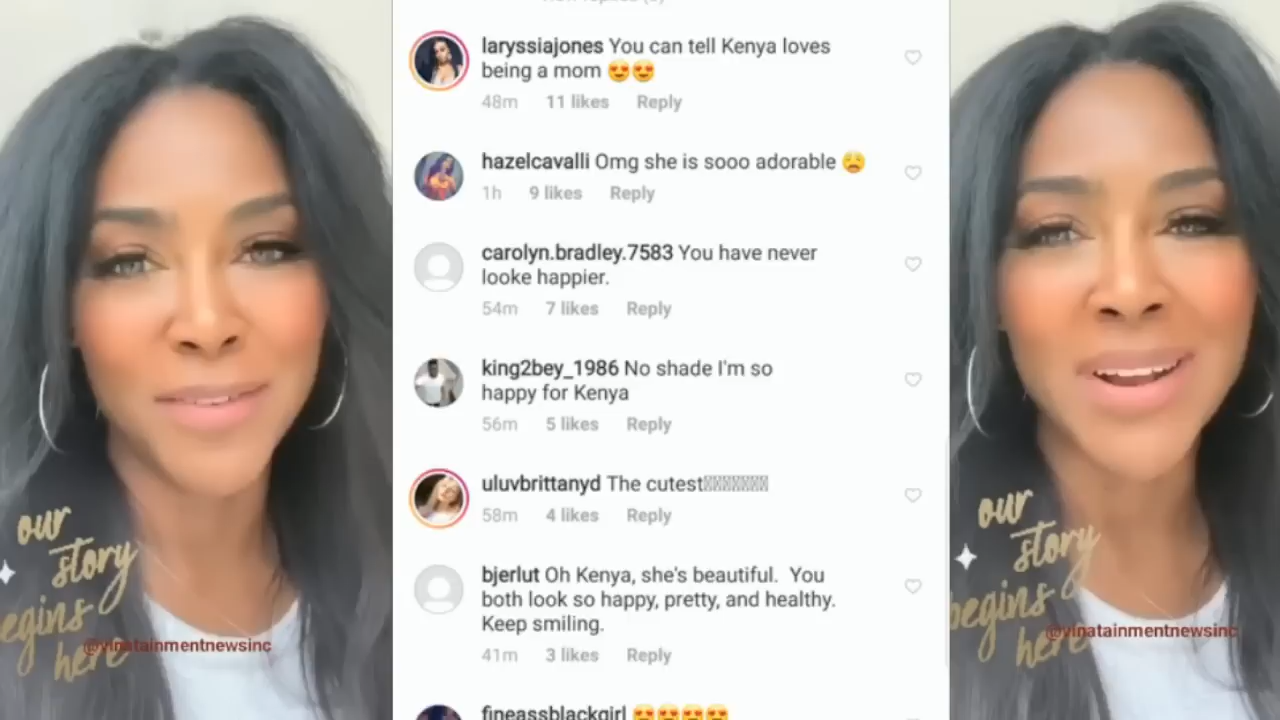 laryssiajones You can tell Kenya loves
being a mom 😍😍
48m 11 likes Reply
hazelcavalli Omg she is sooo adorable 😩
1h 9 likes Reply
carolyn.bradley.7583 You have never
looke happier.
54m 7 likes Reply
king2bey_1986 No shade I'm so
happy for Kenya
56m 5 likes Reply
uluvbrittanyd The cutest
58m 4 likes Reply
bjerlut Oh Kenya, she's beautiful. You
both look so happy, pretty, and healthy.
Keep smiling.
41m 3 likes Reply
fineassblackgirl 😍😍😍😍
our
story
begins
here
@vinatainmentnewsinc
our
story
begins
here
@vinatainmentnewsinc